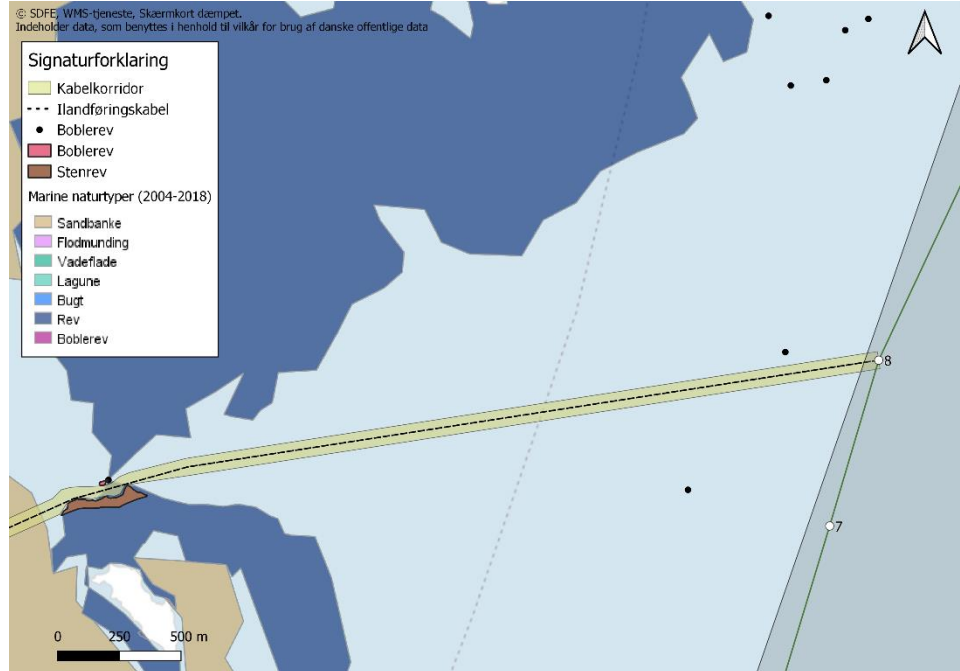 © SDFE, WMS-tjeneste, Skærmkort dæmpet.
Indeholder data, som benyttes i henhold til vilkår for brug af danske offentlige data
Signaturforklaring
Kabelkorridor
Ilandføringskabel
Boblerev
Boblerev
Stenrev
Marine naturtyper (2004-2018)
Sandbanke
Flodmunding
Vadeflade
Lagune
Bugt
Rev
Boblerev
8
7
0 250 500 m